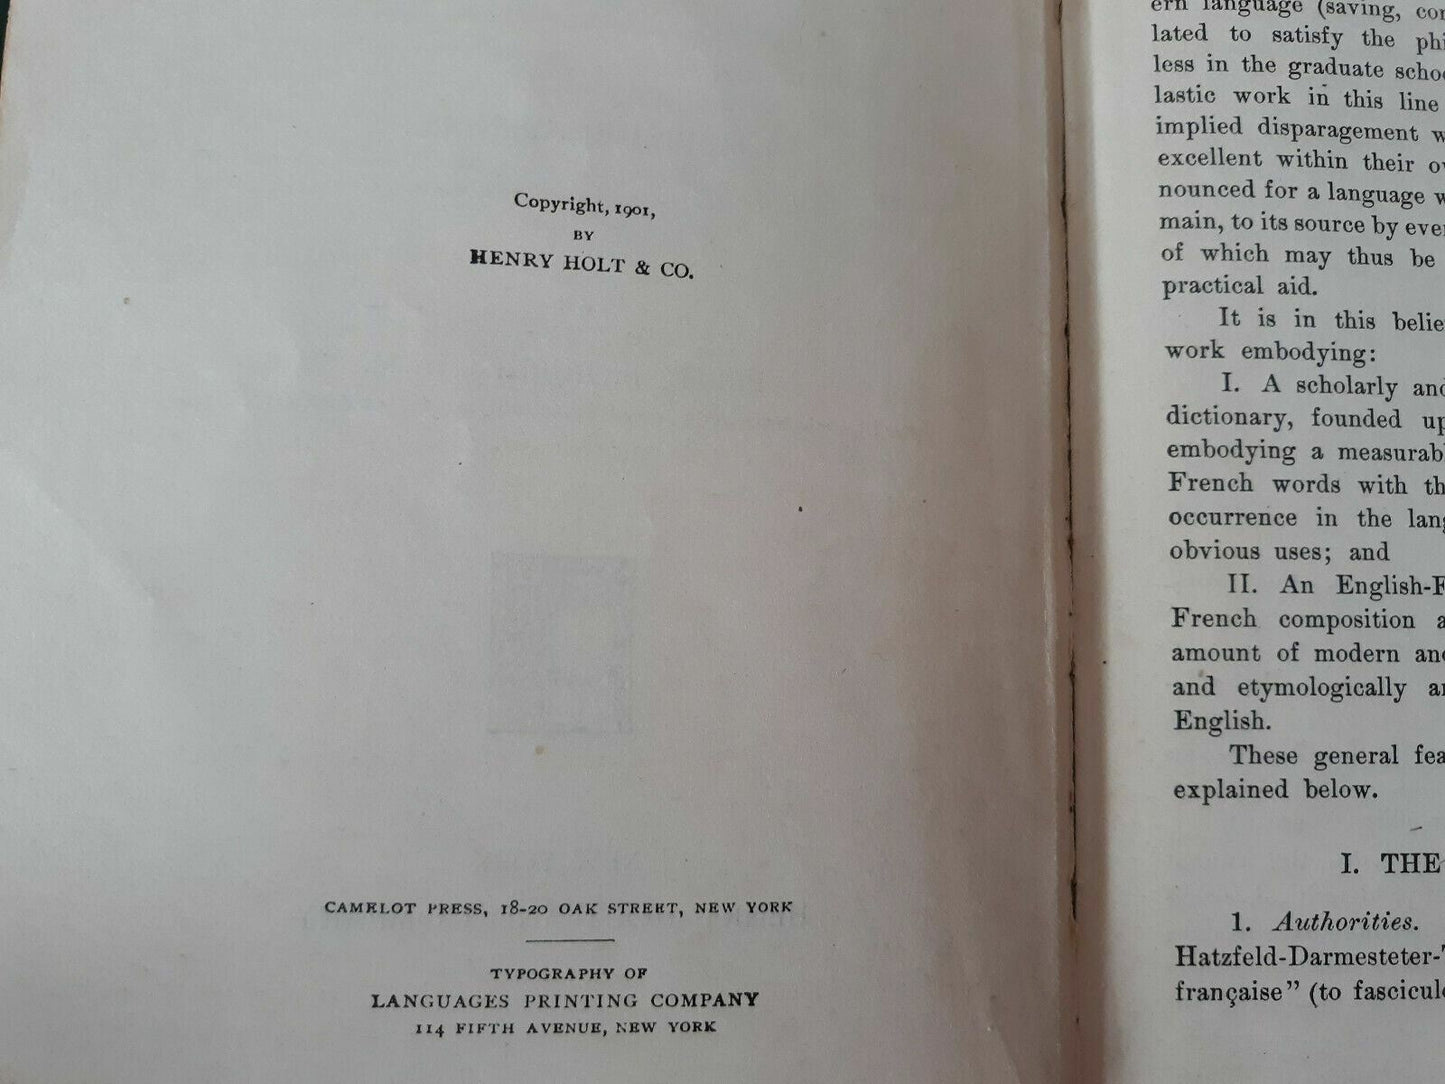 Copyright, 1901,
BY
HENRY HOLT & CO.
CAMELOT PRESS, 18-20 OAK STREET, NEW YORK
TYPOGRAPHY OF
LANGUAGES PRINTING COMPANY
114 FIFTH AVENUE, NEW YORK
ern language (saving,
lated to satisfy the
less in the graduate
lastic work in this line
implied disparagement
excellent within their
nounced for a language
main, to its source by
of which may thus be
practical aid.
It is in this
work embodying:
I. A scholarly
dictionary, founded
embodying a
French words with
occurrence in the
obvious uses; and
II. An
French composition
amount of modern
and etymologically
English.
These general
explained below.
I. THE
1. Authorities.
Hatzfeld-Darmesteter-
française" (to